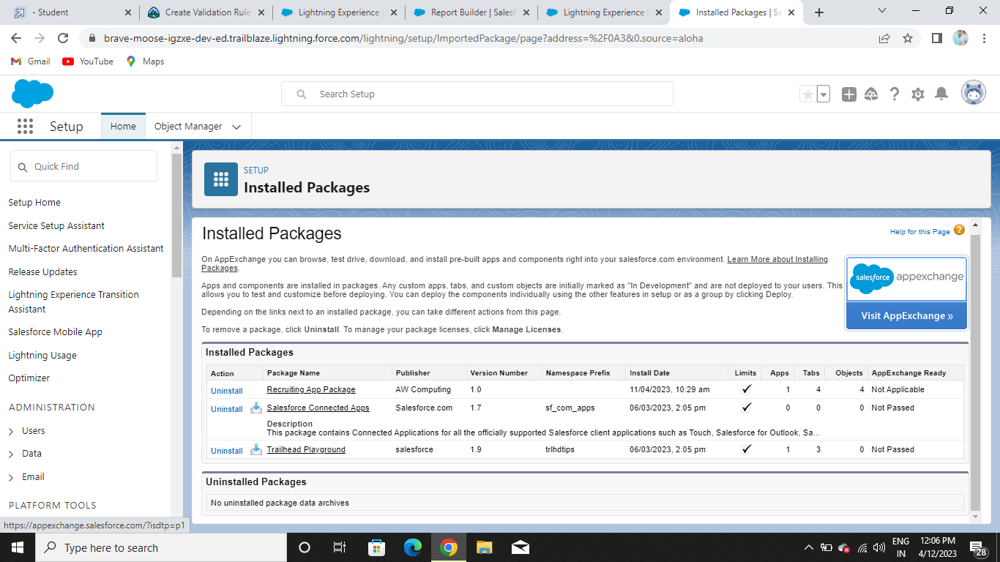 - Student
Create Validation Rule
Lightning Experience
Report Builder | Salesf
Lightning Experience |
Installed Packages | Sa
brave-moose-igzxe-dev-ed.trailblaze.lightning.force.com/lightning/setup/ImportedPackage/page?address=%2F0A3&0.source=aloha
Gmail YouTube Maps
Search Setup
Setup Home Object Manager
Quick Find
Setup Home
Service Setup Assistant
Multi-Factor Authentication Assistant
Release Updates
Lightning Experience Transition
Assistant
Salesforce Mobile App
Lightning Usage
Optimizer
ADMINISTRATION
Users
Data
Email
PLATFORM TOOLS
https://appexchange.salesforce.com/?isdtp=p1
SETUP
Installed Packages
Installed Packages
Help for this Page ?
On AppExchange you can browse, test drive, download, and install pre-built apps and components right into your salesforce.com environment. Learn More about Installing
Packages.
Apps and components are installed in packages. Any custom apps, tabs, and custom objects are initially marked as "In Development" and are not deployed to your users. This
allows you to test and customize before deploying. You can deploy the components individually using the other features in setup or as a group by clicking Deploy.
Depending on the links next to an installed package, you can take different actions from this page.
To remove a package, click Uninstall. To manage your package licenses, click Manage Licenses.
salesforce appexchange
Visit AppExchange »
Installed Packages
Action Package Name Publisher Version Number Namespace Prefix Install Date Limits Apps Tabs Objects AppExchange Ready
Uninstall Recruiting App Package AW Computing 1.0 11/04/2023, 10:29 am ✓ 1 4 4 Not Applicable
Uninstall Salesforce Connected Apps Salesforce.com 1.7 sf_com_apps 06/03/2023, 2:05 pm ✓ 0 0 0 Not Passed
Description
This package contains Connected Applications for all the officially supported Salesforce client applications such as Touch, Salesforce for Outlook, Sa...
Uninstall Trailhead Playground salesforce 1.9 trlhdtips 06/03/2023, 2:05 pm ✓ 1 3 0 Not Passed
Uninstalled Packages
No uninstalled package data archives
Type here to search
ENG
IN
12:06 PM
4/12/2023
28